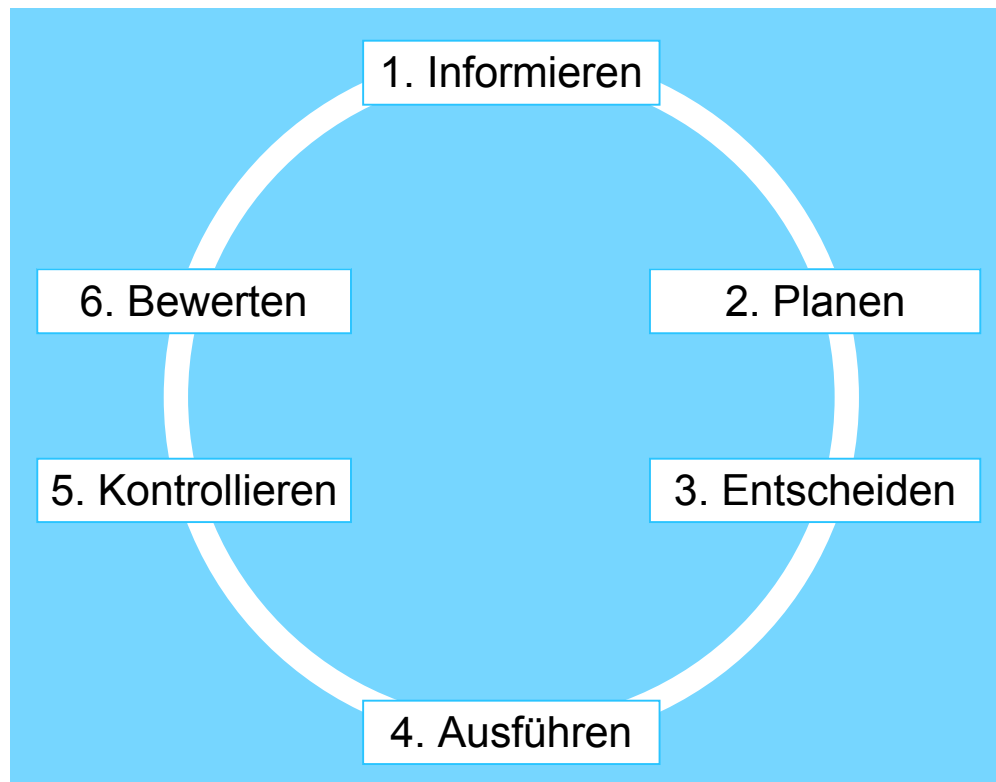 1. Informieren
2. Planen
3. Entscheiden
4. Ausführen
5. Kontrollieren
6. Bewerten